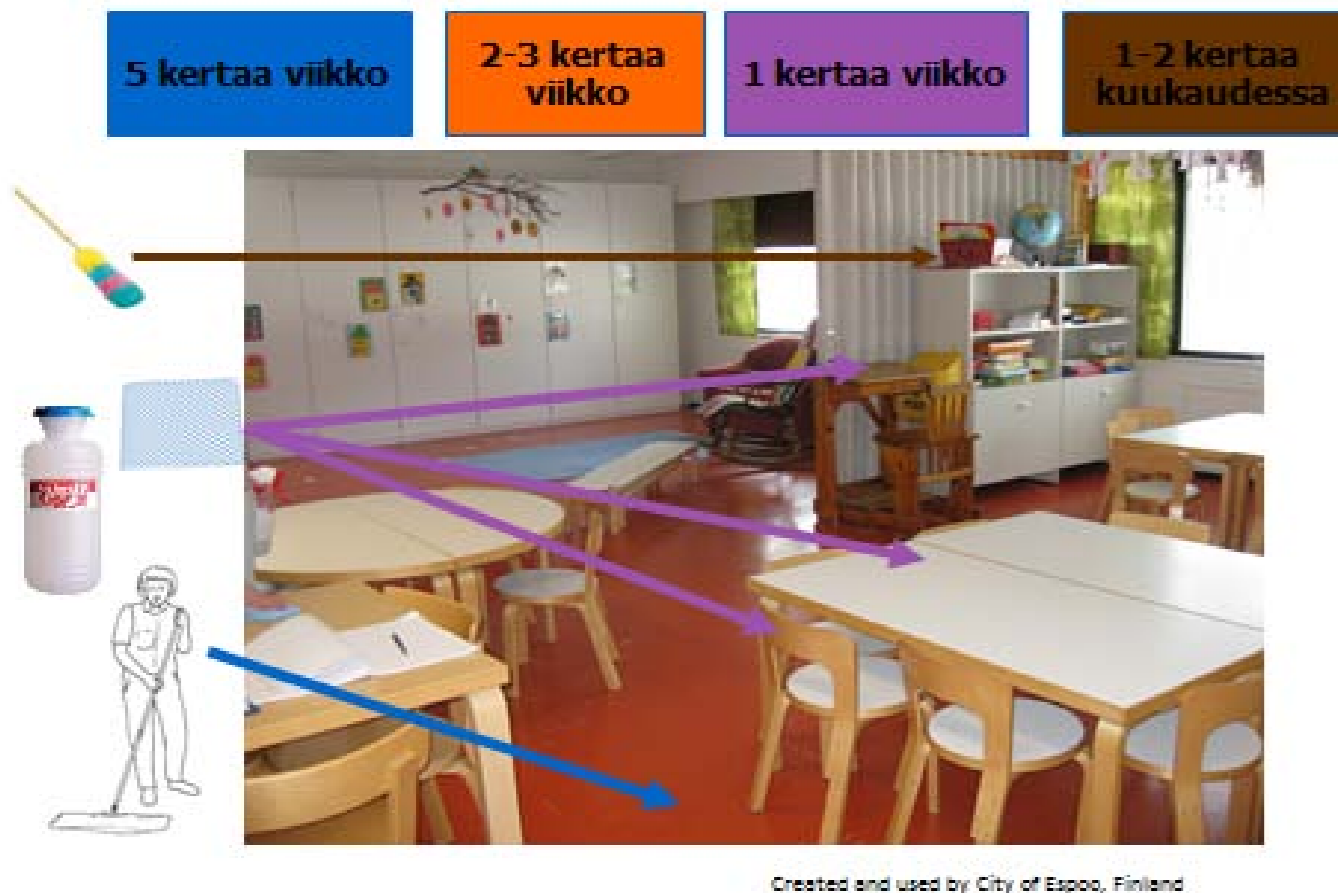 5 kertaa viikko
2-3 kertaa
viikko
1 kertaa viikko
1-2 kertaa
kuukaudessa
Created and used by City of Espoo, Finland